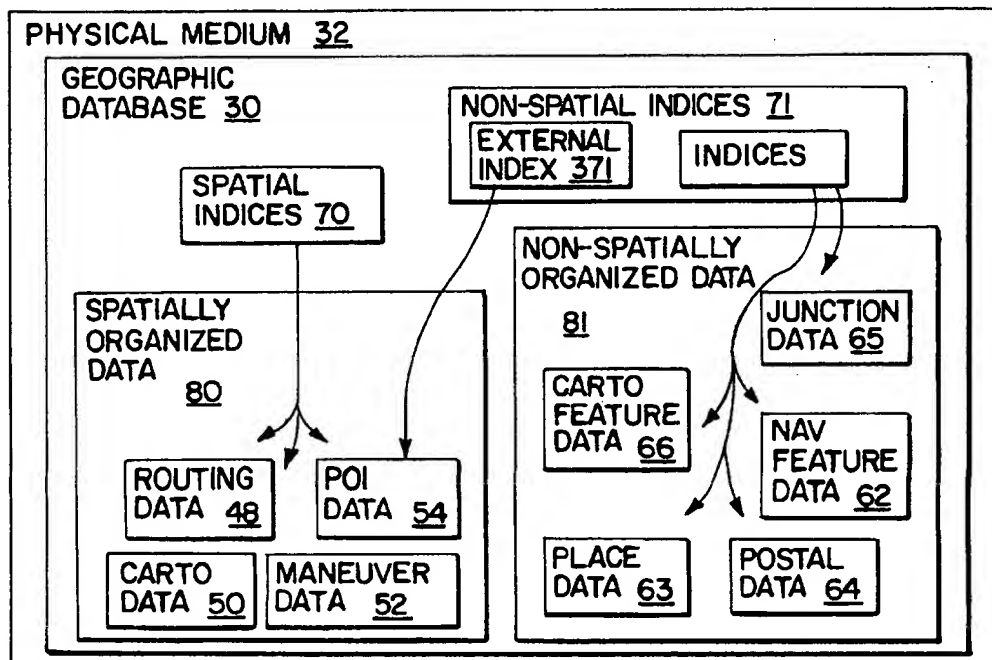 PHYSICAL MEDIUM 32
GEOGRAPHIC
DATABASE 30
NON-SPATIAL INDICES 71
EXTERNAL
INDEX 371
INDICES
SPATIAL
INDICES 70
SPATIALLY
ORGANIZED
DATA
80
ROUTING
DATA 48
POI
DATA 54
CARTO
DATA 50
MANEUVER
DATA 52
NON-SPATIALLY
ORGANIZED DATA
81
JUNCTION
DATA 65
CARTO
FEATURE
DATA 66
NAV
FEATURE
DATA 62
PLACE
DATA 63
POSTAL
DATA 64